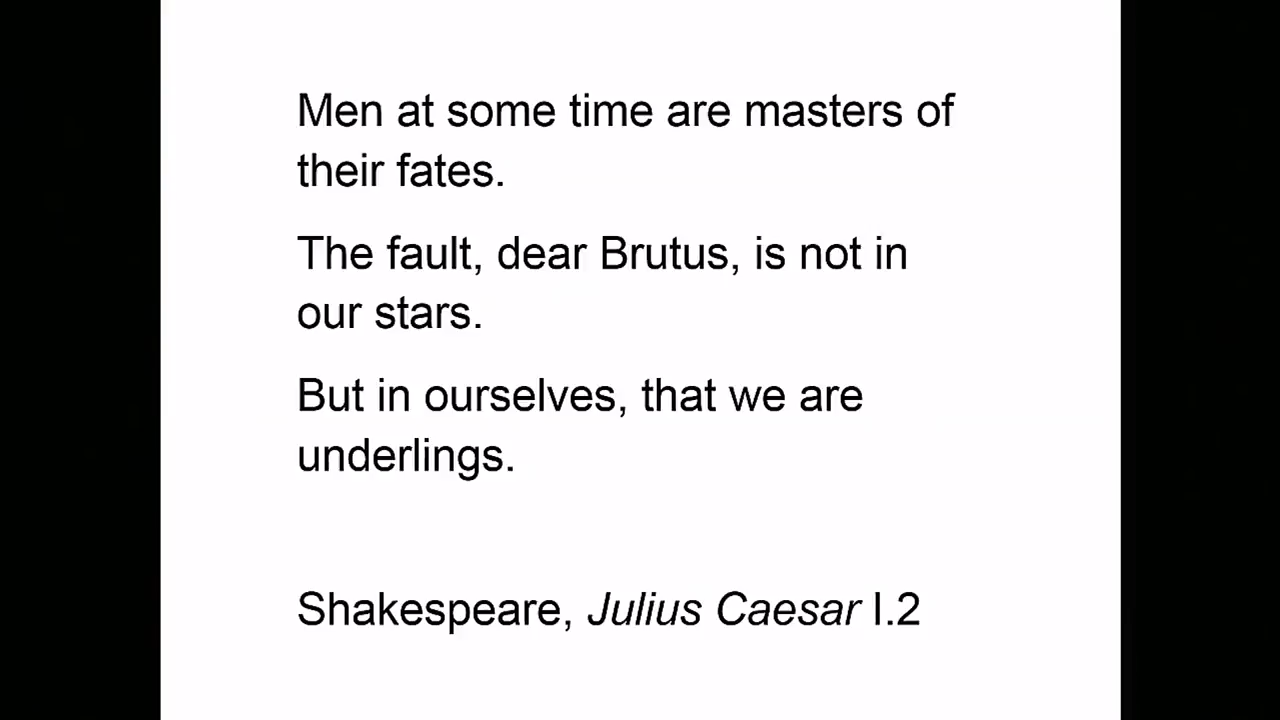 Men at some time are masters of
their fates.
The fault, dear Brutus, is not in
our stars.
But in ourselves, that we are
underlings.
Shakespeare, Julius Caesar I.2